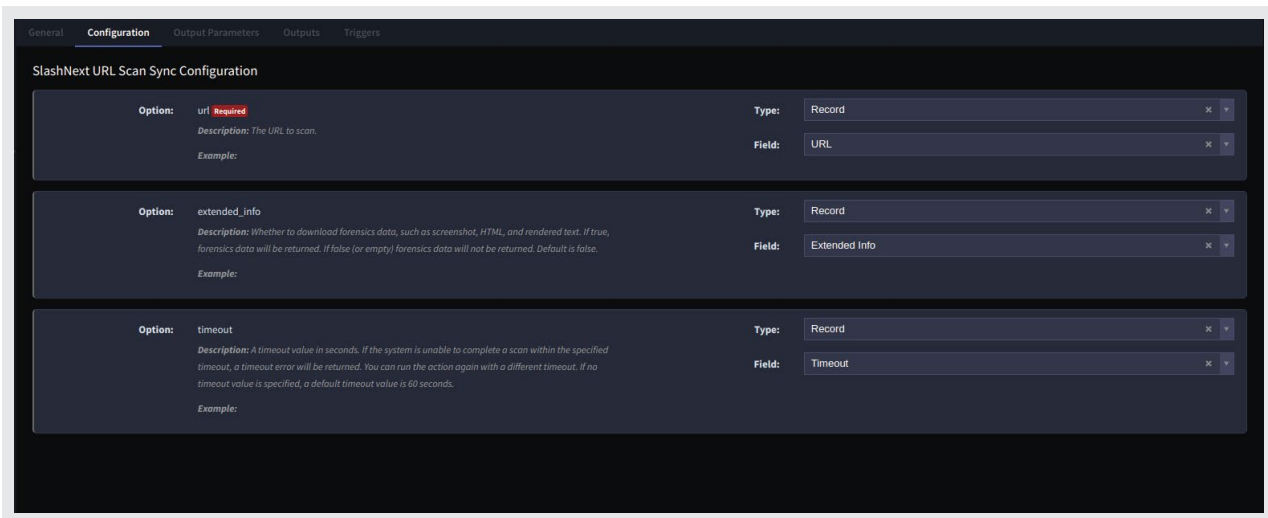 General Configuration Output Parameters Outputs Triggers
SlashNext URL Scan Sync Configuration
Option: url Required Type: Record
Description: The URL to scan.
Field: URL
Example:
Option: extended_info Type: Record
Description: Whether to download forensics data, such as screenshot, HTML, and rendered text. If true,
forensics data will be returned. If false (or empty) forensics data will not be returned. Default is false.
Field: Extended Info
Example:
Option: timeout Type: Record
Description: A timeout value in seconds. If the system is unable to complete a scan within the specified
timeout, a timeout error will be returned. You can run the action again with a different timeout. If no
Field: Timeout
timeout value is specified, a default timeout value is 60 seconds.
Example: